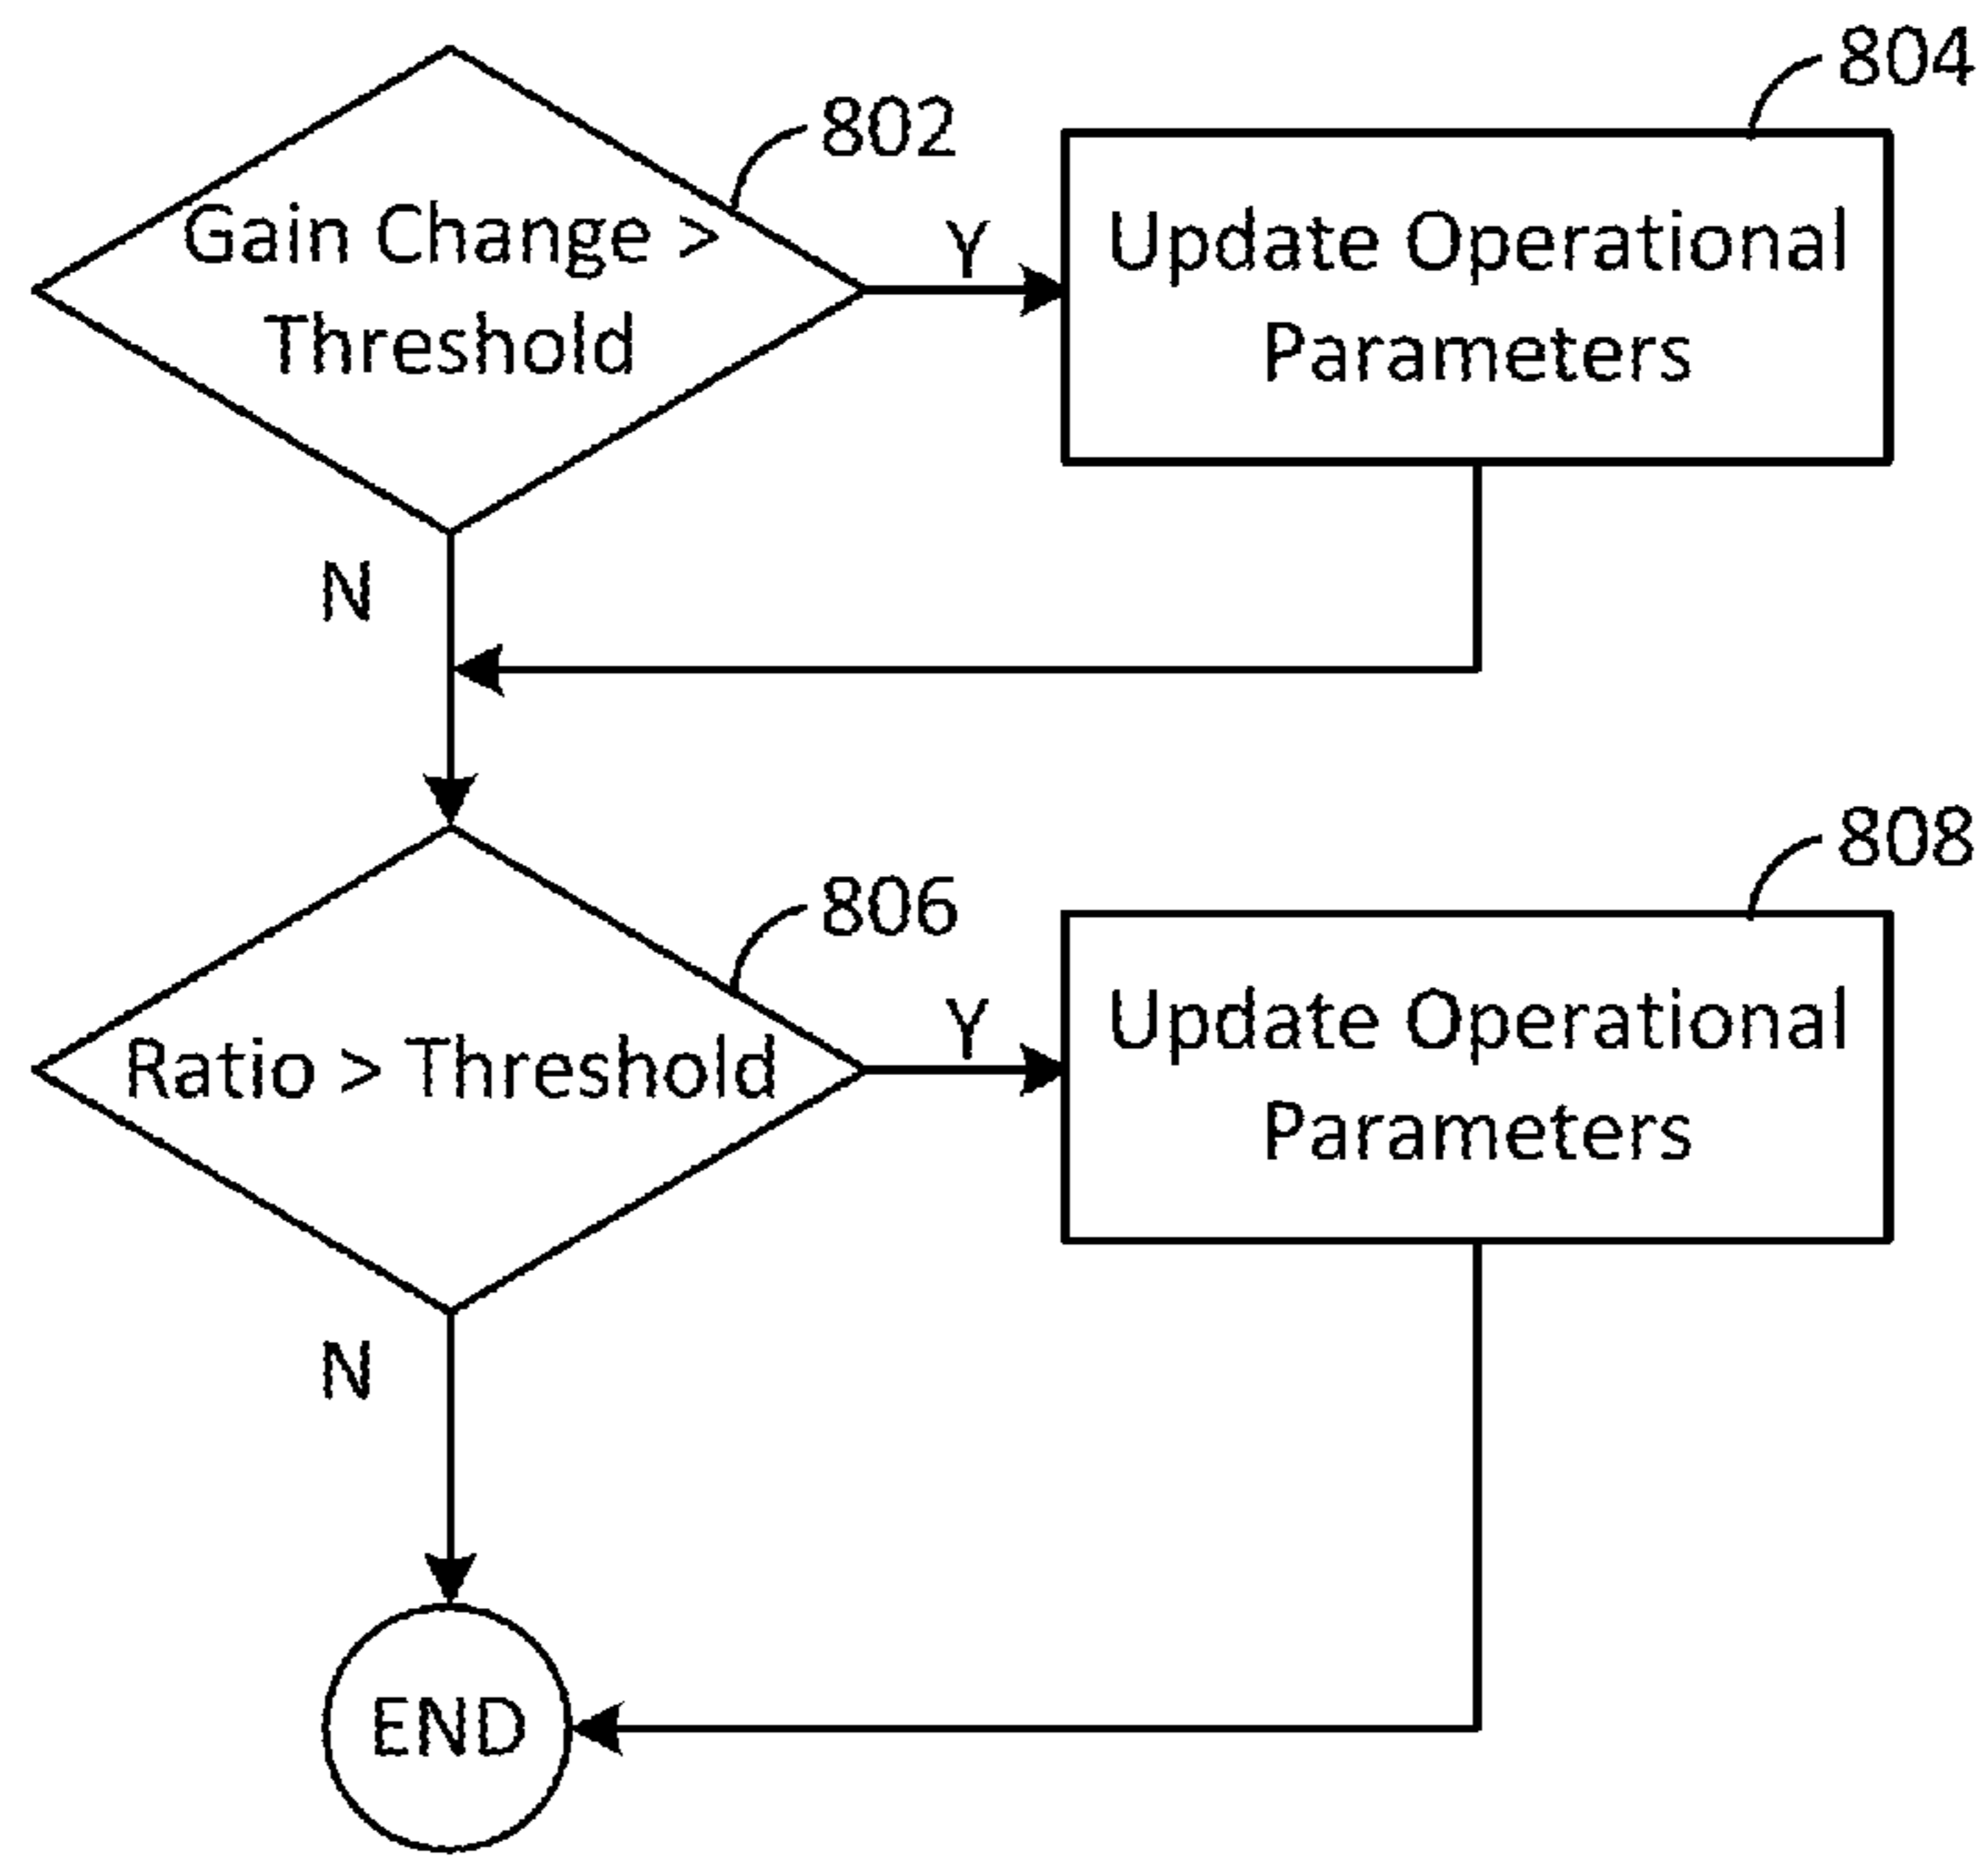 804
802
Gain Change >
Threshold
Y
Update Operational
Parameters
N
808
806
Ratio > Threshold
Y
Update Operational
Parameters
N
END